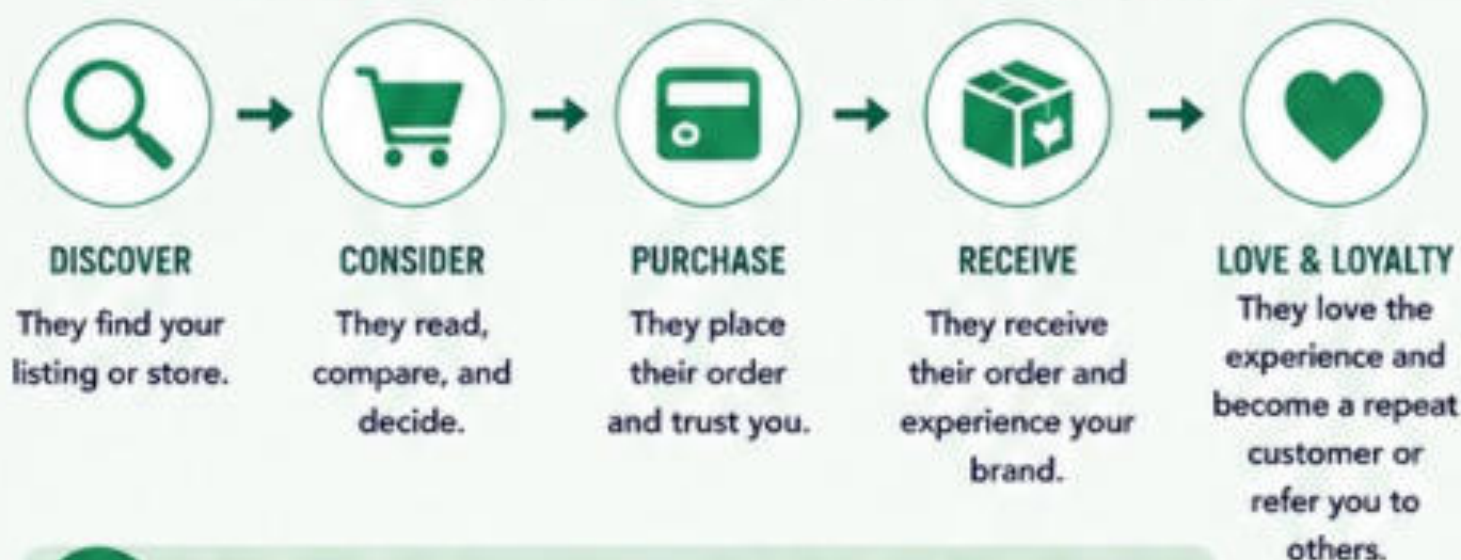 DISCOVER
They find your
listing or store.
CONSIDER
They read,
compare, and
decide.
PURCHASE
They place
their order
and trust you.
RECEIVE
They receive
their order and
experience your
brand.
LOVE & LOYALTY
They love the
experience and
become a repeat
customer or
refer you to
others.